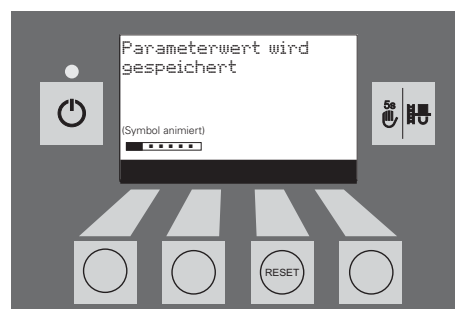 Parameterwert wird
gespeichert
5s
(Symbol animiert)
RESET